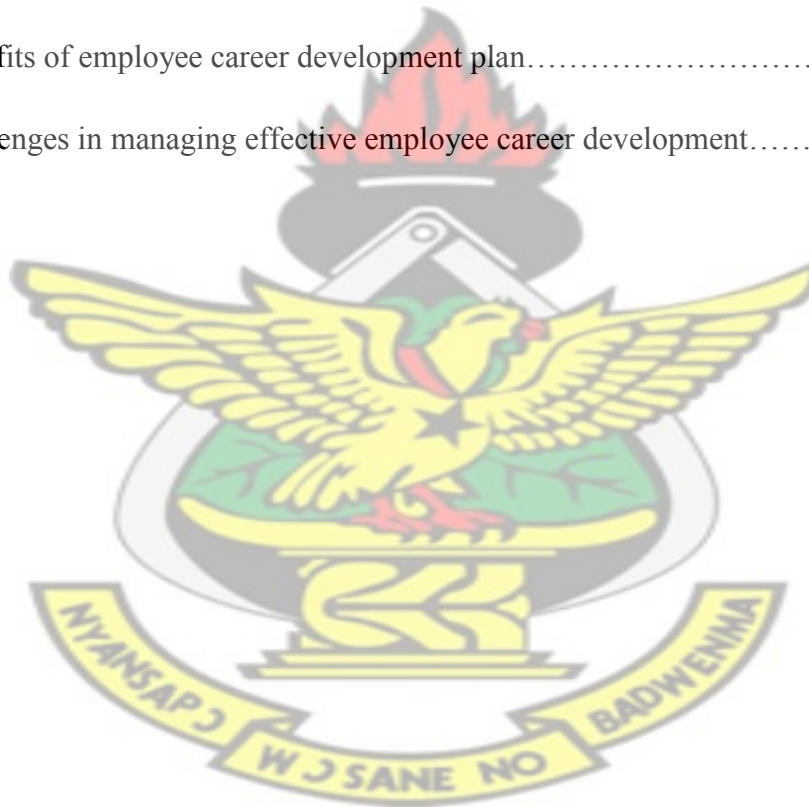 fits of employee career development plan……………………….
enges in managing effective employee career development……
NYANSAPƆ WƆSANE NO BADWENMA